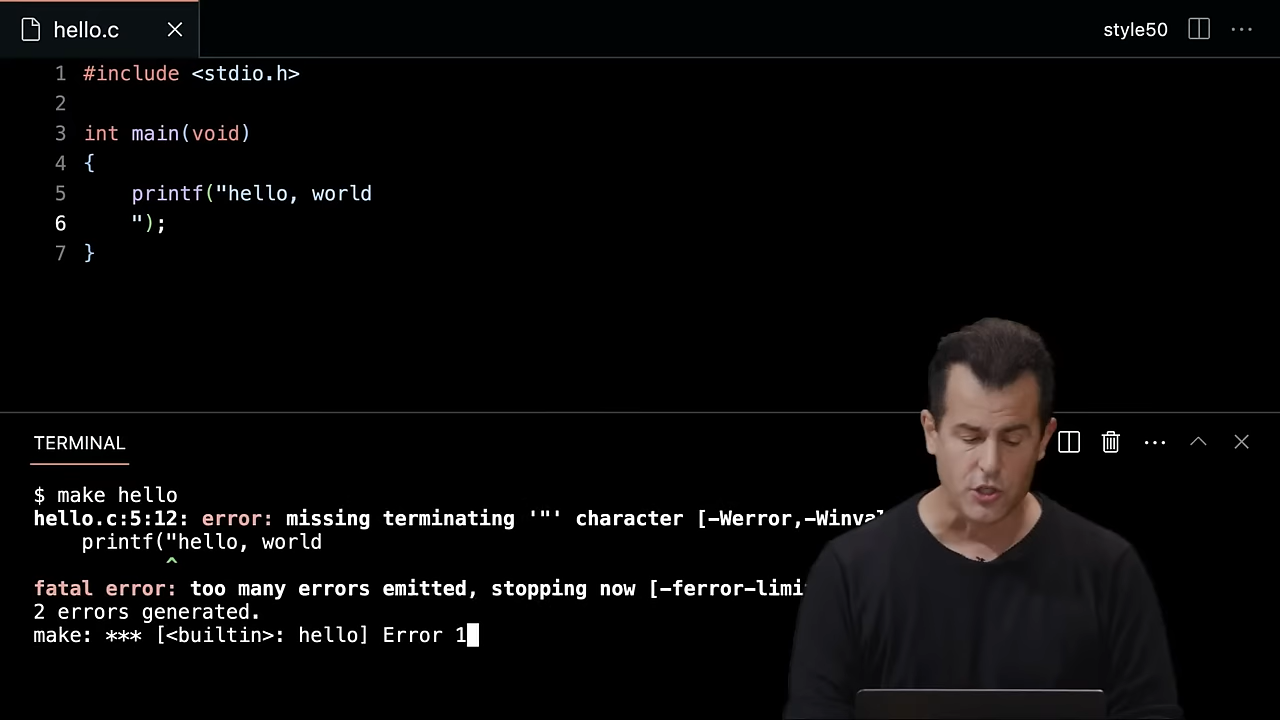 hello.c
style50
1 #include <stdio.h>
2
3 int main(void)
4 {
5     printf("hello, world
6     ");
7 }
TERMINAL
$ make hello
hello.c:5:12: error: missing terminating '"' character [-Werror,-Winval
    printf("hello, world
           ^
fatal error: too many errors emitted, stopping now [-ferror-limi
2 errors generated.
make: *** [<builtin>: hello] Error 1